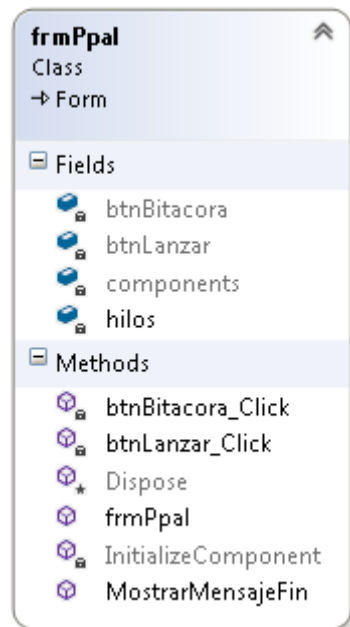 frmPpal
Class
Form
Fields
btnBitacora
btnLanzar
components
hilos
Methods
btnBitacora_Click
btnLanzar_Click
Dispose
frmPpal
InitializeComponent
MostrarMensajeFin